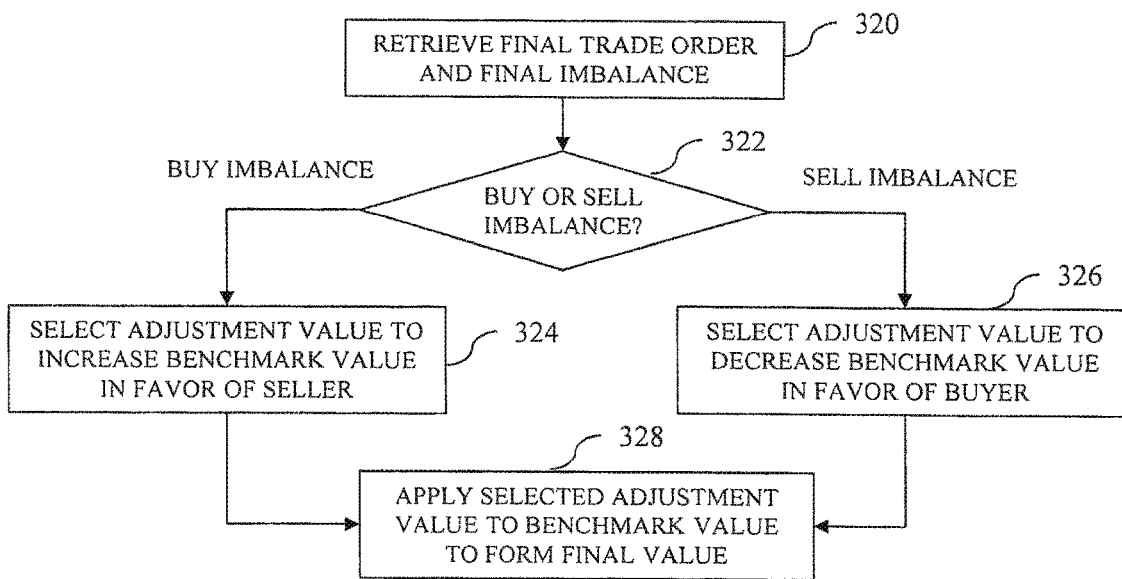 RETRIEVE FINAL TRADE ORDER
AND FINAL IMBALANCE
320
322
BUY IMBALANCE
BUY OR SELL
IMBALANCE?
SELL IMBALANCE
SELECT ADJUSTMENT VALUE TO
INCREASE BENCHMARK VALUE
IN FAVOR OF SELLER
324
326
SELECT ADJUSTMENT VALUE TO
DECREASE BENCHMARK VALUE
IN FAVOR OF BUYER
328
APPLY SELECTED ADJUSTMENT
VALUE TO BENCHMARK VALUE
TO FORM FINAL VALUE